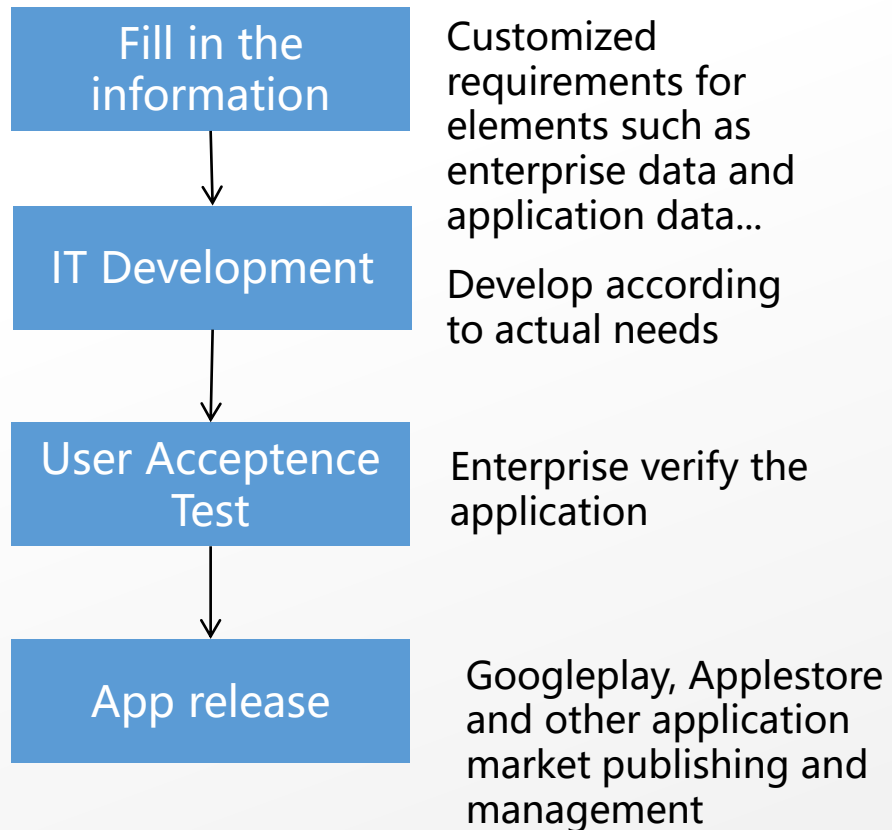 Fill in the
information
Customized
requirements for
elements such as
enterprise data and
application data...
IT Development
Develop according
to actual needs
User Acceptence
Test
Enterprise verify the
application
App release
Googleplay, Applestore
and other application
market publishing and
management